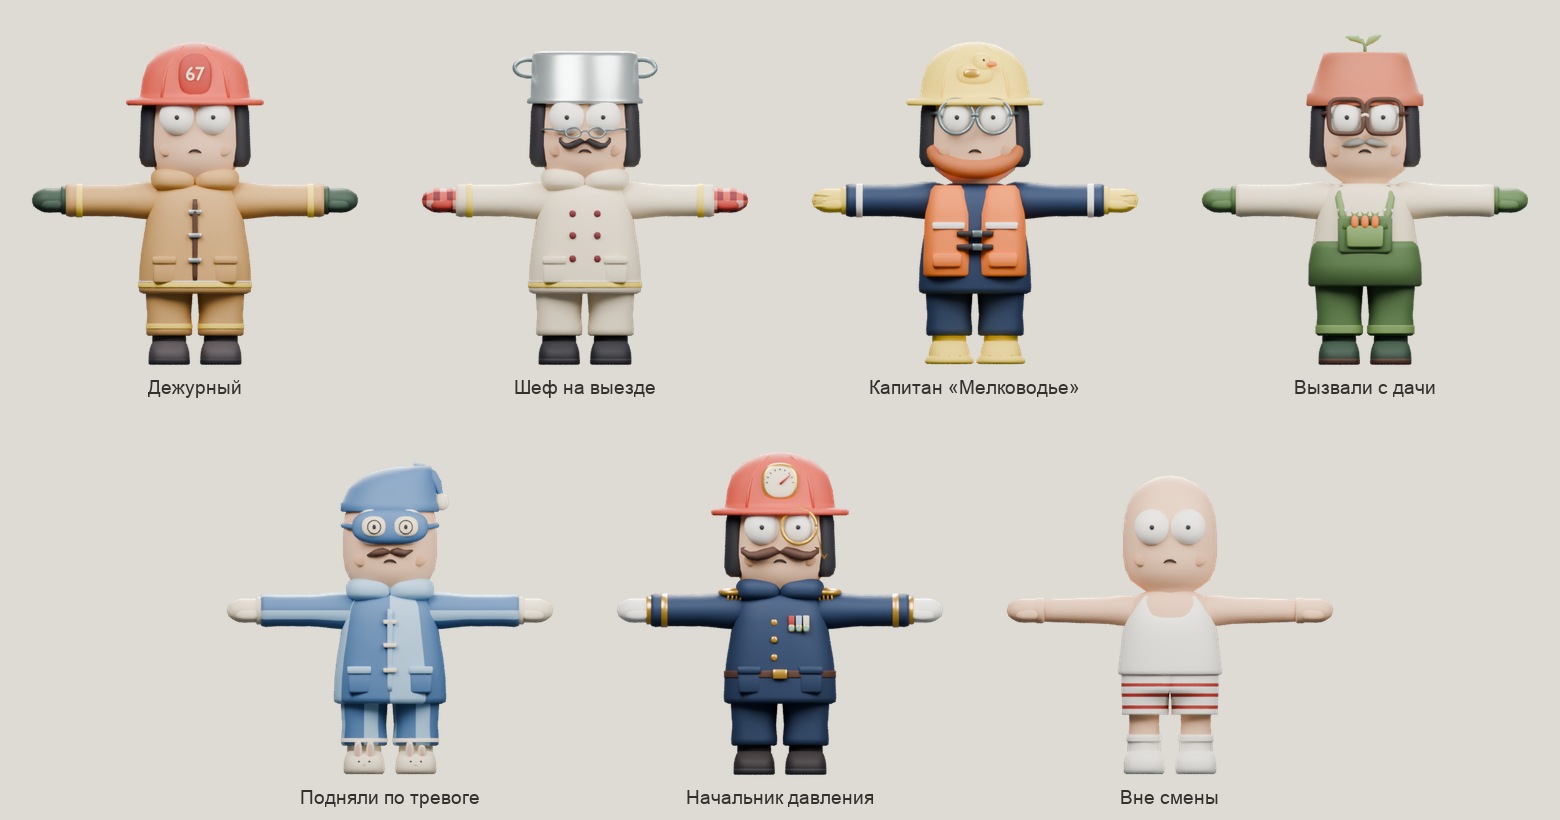 67
Дежурный
Шеф на выезде
Капитан «Мелководье»
Вызвали с дачи
Подняли по тревоге
Начальник давления
Вне смены